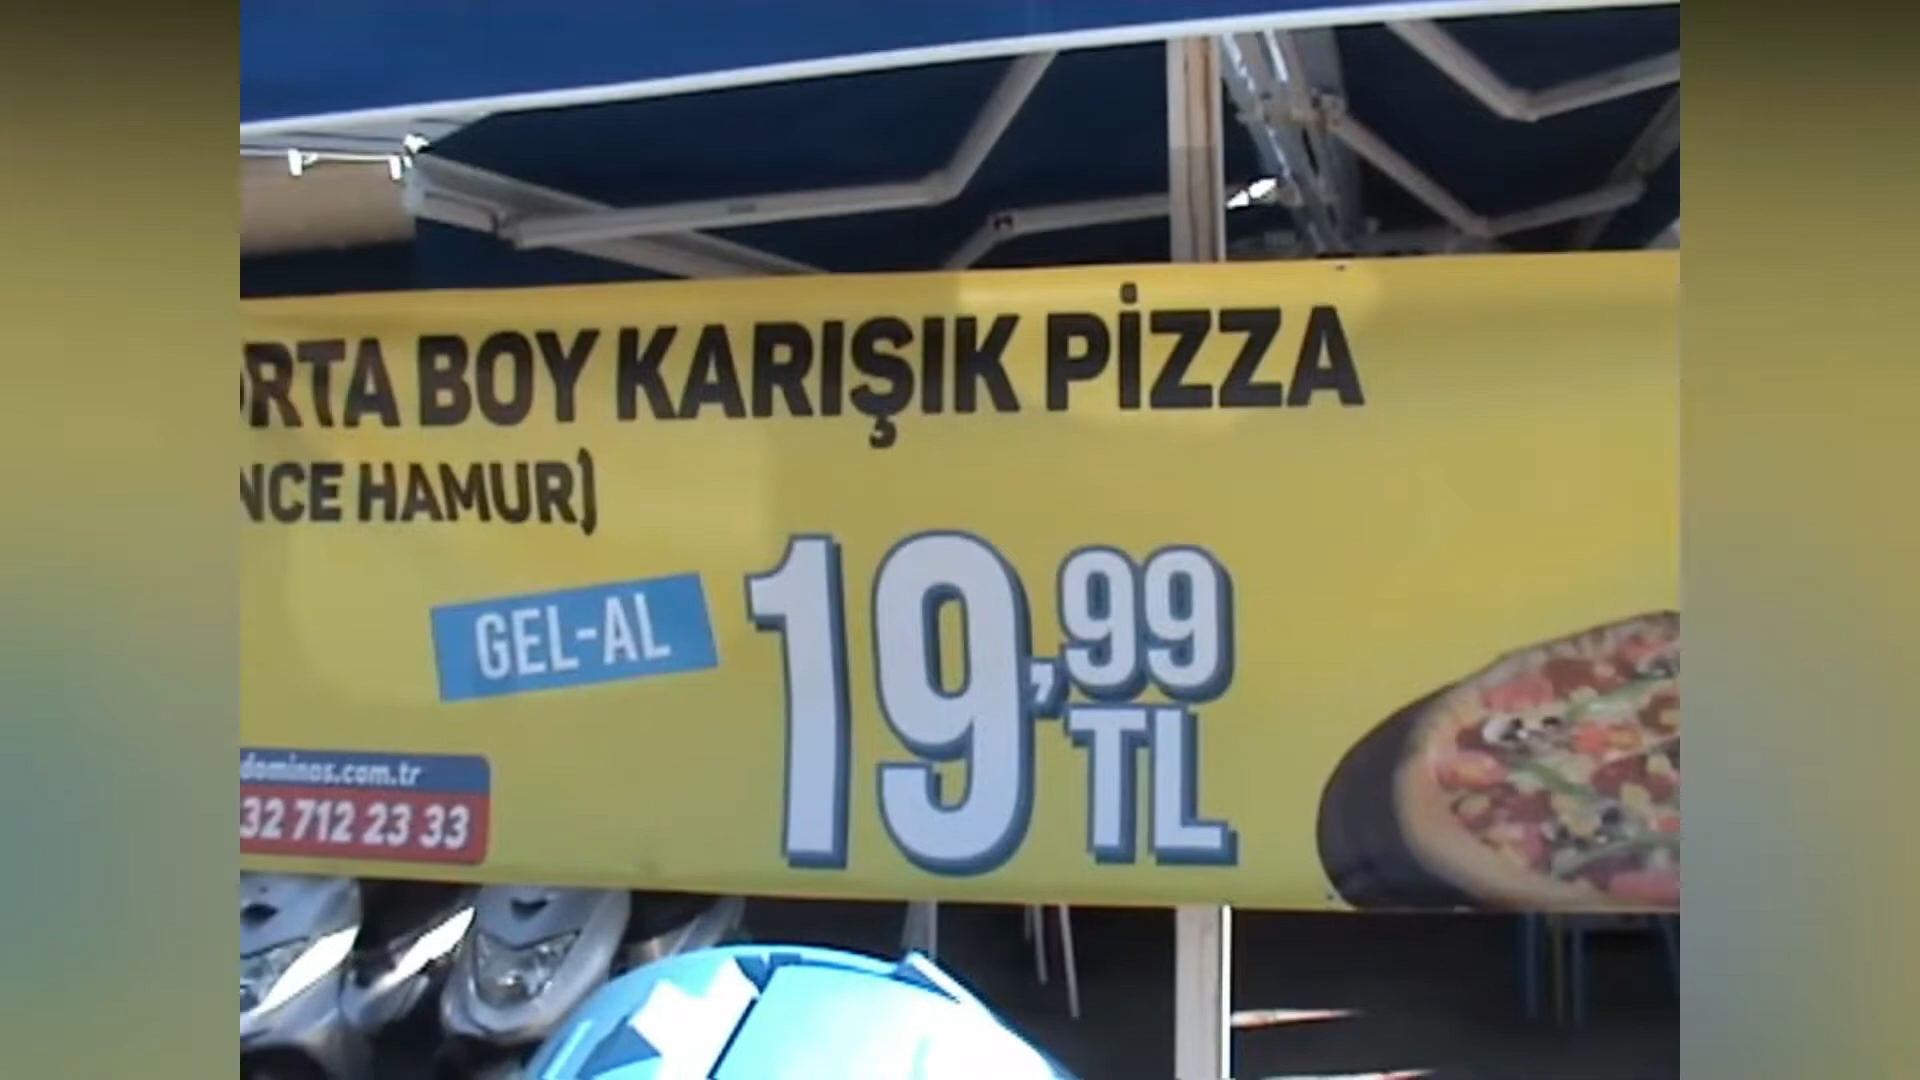 ORTA BOY KARIŞIK PİZZA
NCE HAMUR)
GEL-AL
19,99
TL
dominos.com.tr
32 712 23 33